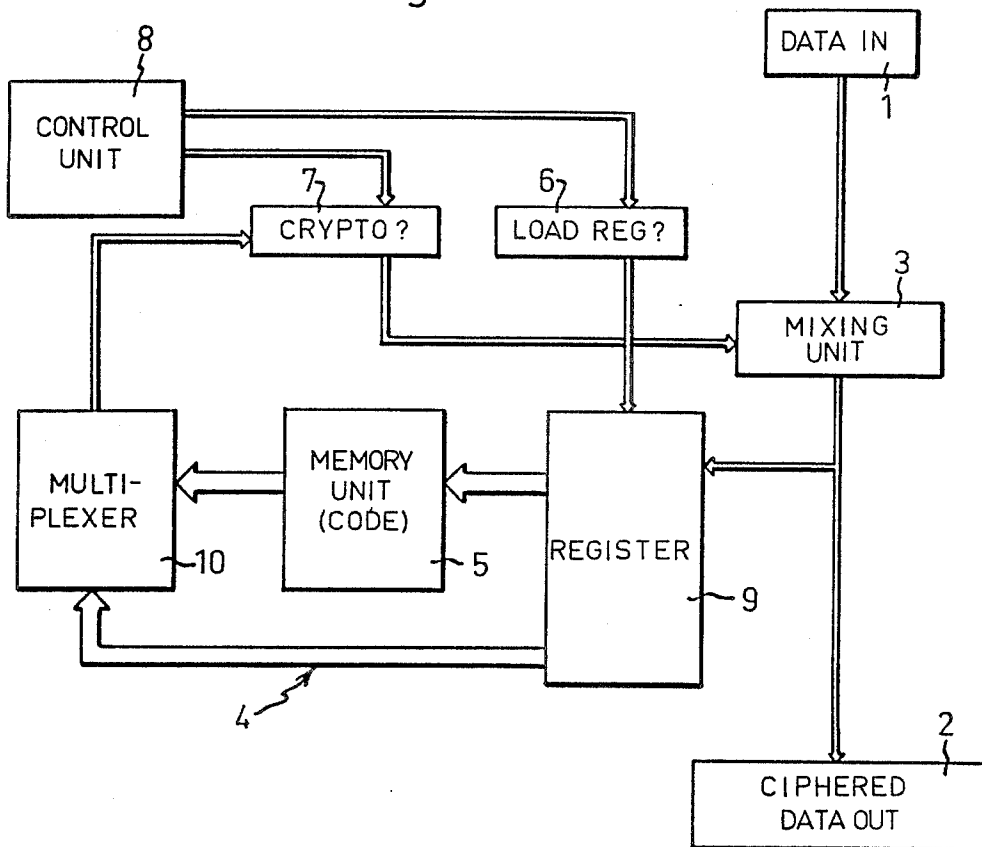 8
DATA IN
1
CONTROL
UNIT
7
CRYPTO?
6
LOAD REG?
3
MIXING
UNIT
MULTI-
PLEXER
10
MEMORY
UNIT
(CODE)
5
REGISTER
9
4
2
CIPHERED
DATA OUT